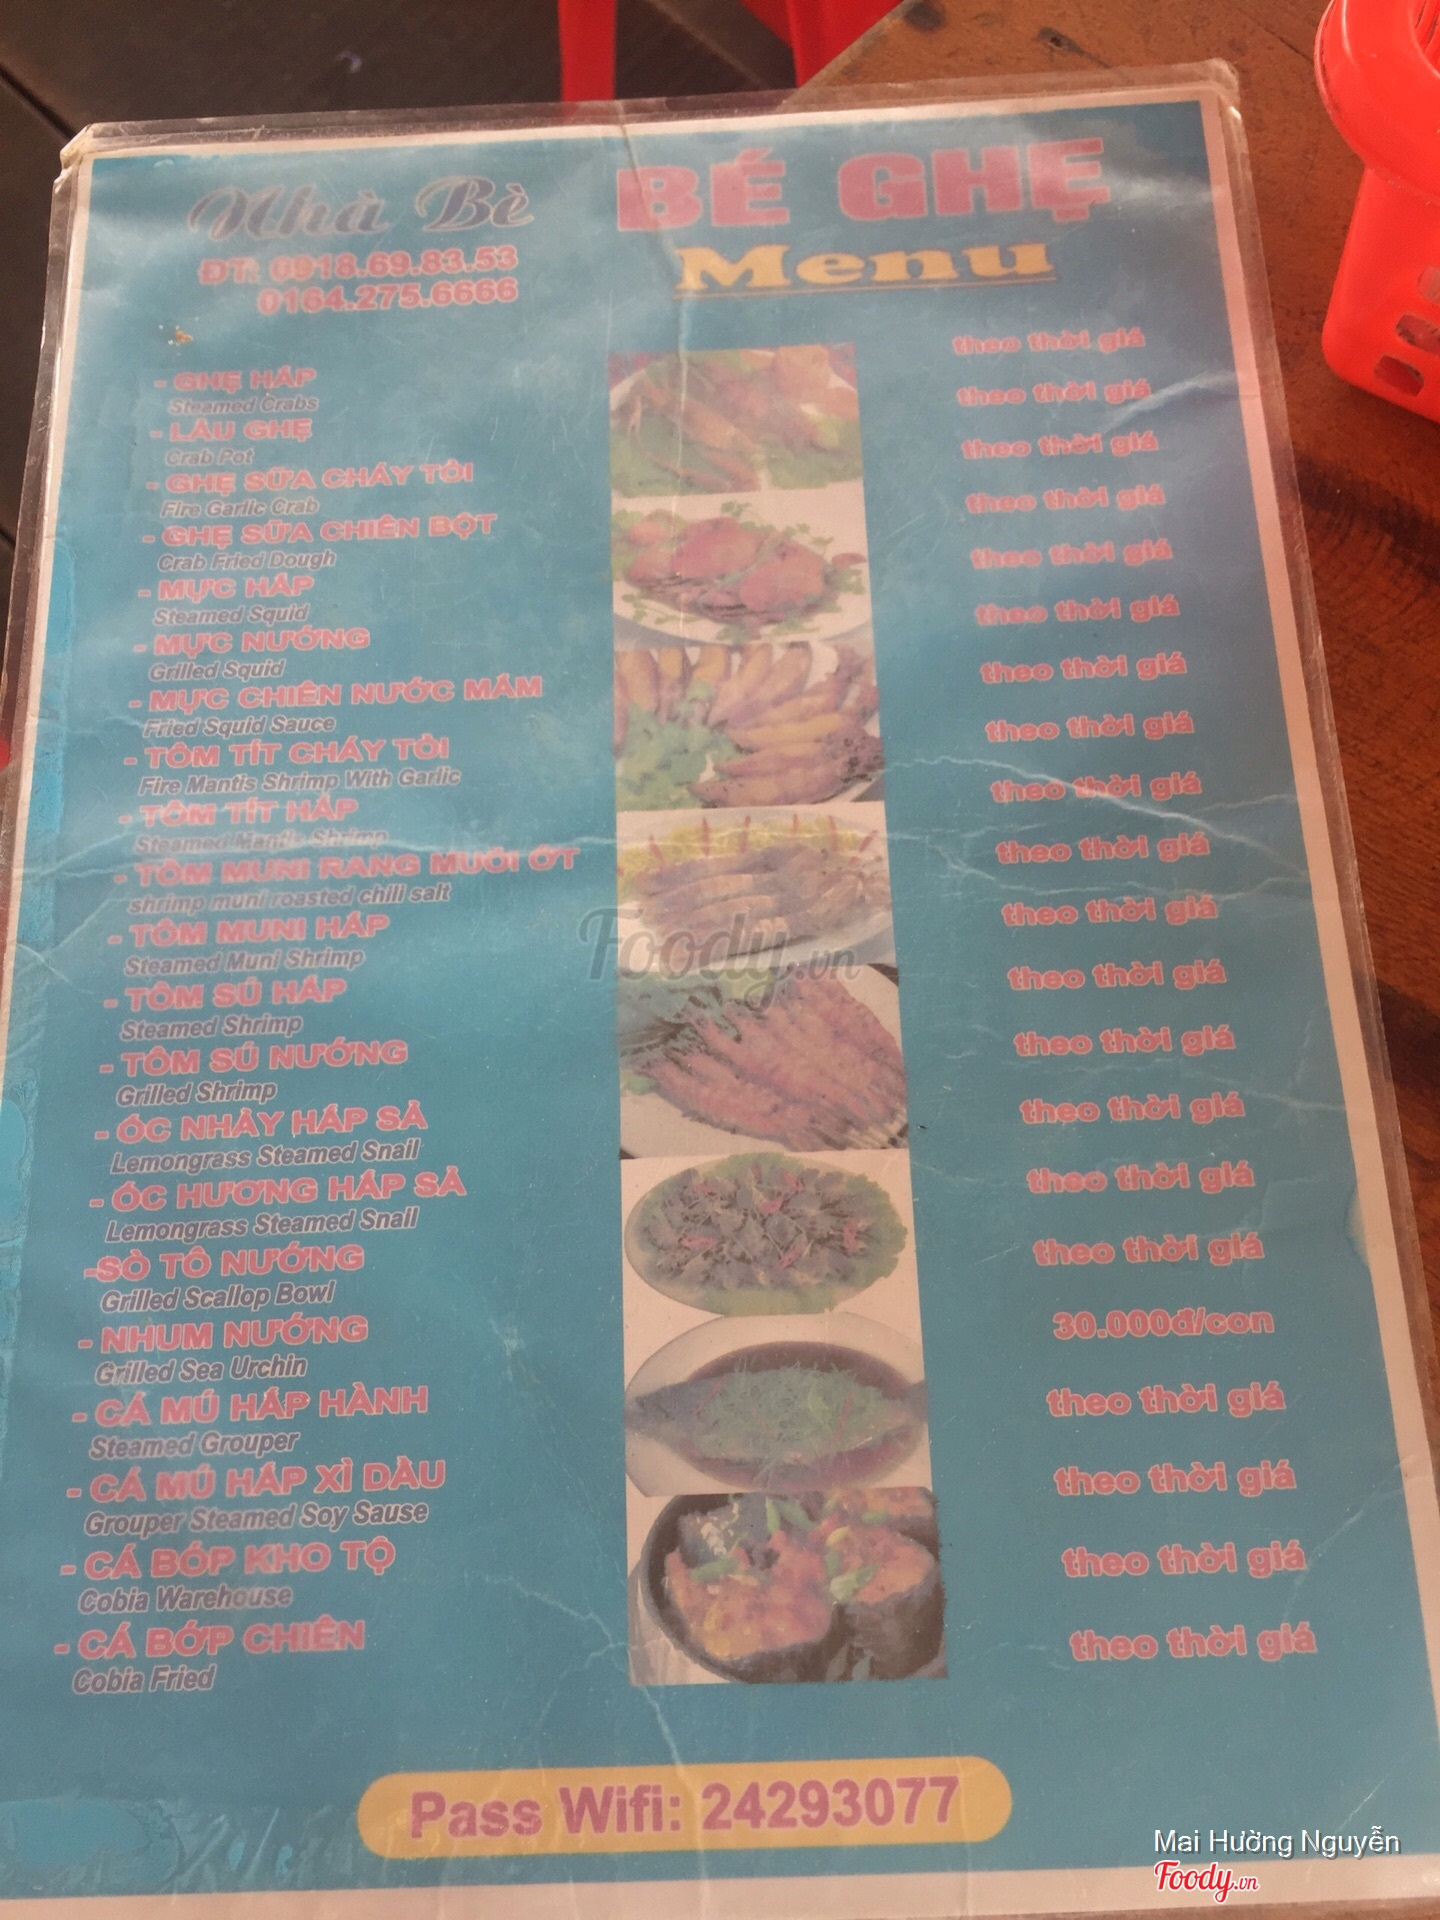 Nhà Bè
BÉ GHẸ
ĐT: 0918.69.83.53
0164.275.6666
Menu
- GHẸ HẤP
Steamed Crabs
theo thời giá
- LẨU GHẸ
Crab Pot
theo thời giá
- GHẸ SỮA CHÁY TỎI
Fire Garlic Crab
theo thời giá
- GHẸ SỮA CHIÊN BỘT
Crab Fried Dough
theo thời giá
- MỰC HẤP
Steamed Squid
theo thời giá
- MỰC NƯỚNG
Grilled Squid
theo thời giá
- MỰC CHIÊN NƯỚC MẮM
Fried Squid Sauce
theo thời giá
- TÔM TÍT CHÁY TỎI
Fire Mantis Shrimp With Garlic
theo thời giá
- TÔM TÍT HẤP
Steamed Mantis Shrimp
theo thời giá
- TÔM MUNI RANG MUỐI ỚT
shrimp muni roasted chili salt
theo thời giá
- TÔM MUNI HẤP
Steamed Muni Shrimp
theo thời giá
- TÔM SÚ HẤP
Steamed Shrimp
theo thời giá
- TÔM SÚ NƯỚNG
Grilled Shrimp
theo thời giá
- ỐC NHẢY HẤP SẢ
Lemongrass Steamed Snail
theo thời giá
- ỐC HƯƠNG HẤP SẢ
Lemongrass Steamed Snail
theo thời giá
-SÒ TÔ NƯỚNG
Grilled Scallop Bowl
theo thời giá
- NHUM NƯỚNG
Grilled Sea Urchin
30.000đ/con
- CÁ MÚ HẤP HÀNH
Steamed Grouper
theo thời giá
- CÁ MÚ HẤP XÌ DẦU
Grouper Steamed Soy Sause
theo thời giá
- CÁ BÓP KHO TỘ
Cobia Warehouse
theo thời giá
- CÁ BỚP CHIÊN
Cobia Fried
theo thời giá
Foody.vn
Pass Wifi: 24293077
Mai Hường Nguyễn
Foody.vn